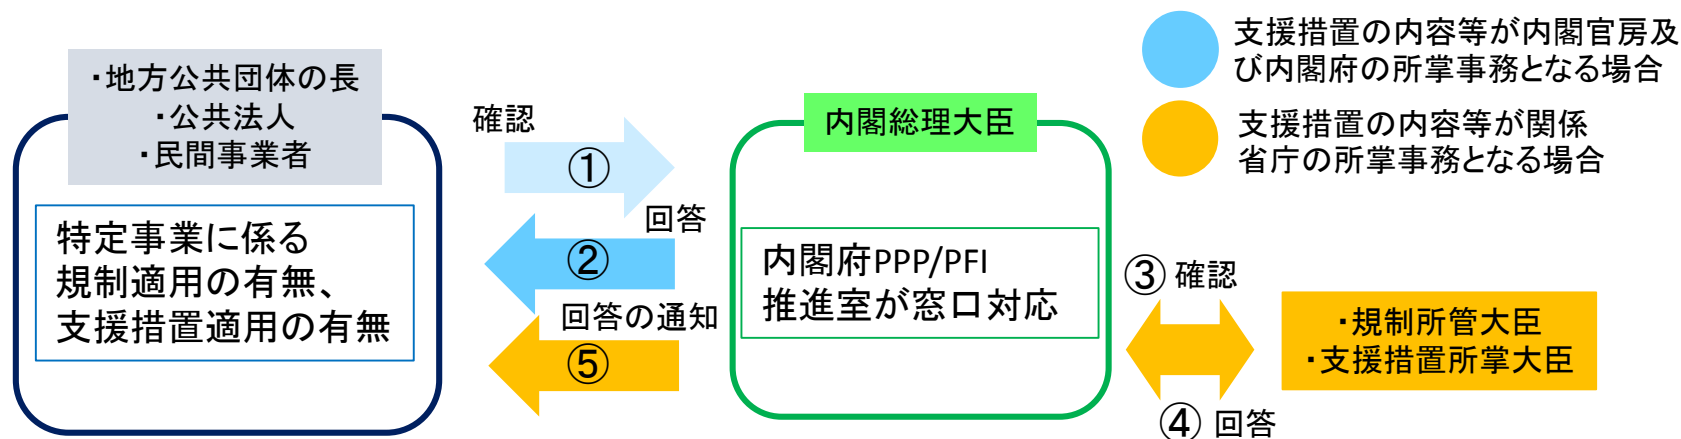 ・地方公共団体の長
・公共法人
・民間事業者
特定事業に係る
規制適用の有無、
支援措置適用の有無
確認
①
回答
②
回答の通知
⑤
内閣総理大臣
内閣府PPP/PFI
推進室が窓口対応
③ 確認
④ 回答
・規制所管大臣
・支援措置所掌大臣
支援措置の内容等が内閣官房及
び内閣府の所掌事務となる場合
支援措置の内容等が関係
省庁の所掌事務となる場合